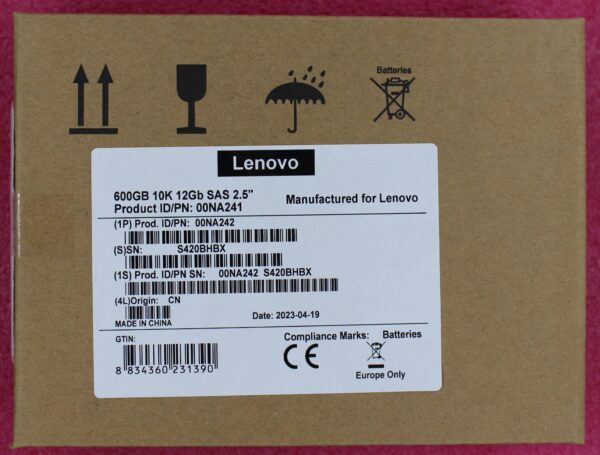 Batteries
Lenovo
600GB 10K 12Gb SAS 2.5"
Product ID/PN: 00NA241
Manufactured for Lenovo
(1P) Prod. ID/PN: 00NA242
(S)SN: S420BHBX
(1S) Prod. ID/PN SN: 00NA242 S420BHBX
(4L)Origin: CN
MADE IN CHINA
Date: 2023-04-19
GTIN:
8 834360 231390
Compliance Marks: Batteries
CE
Europe Only